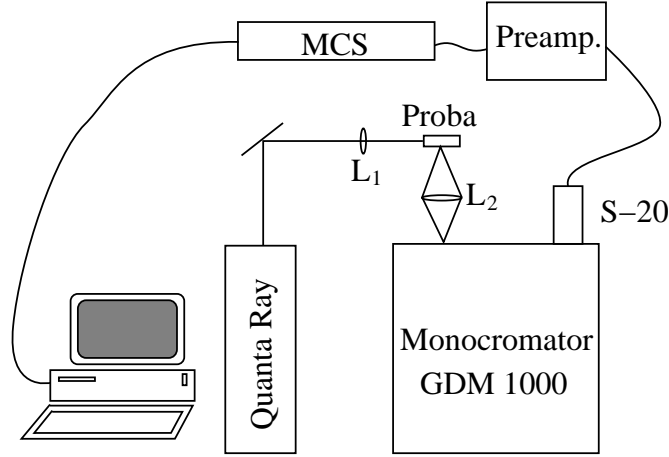 MCS
Preamp.
Proba
L₁
L₂
S−20
Quanta Ray
Monocromator
GDM 1000